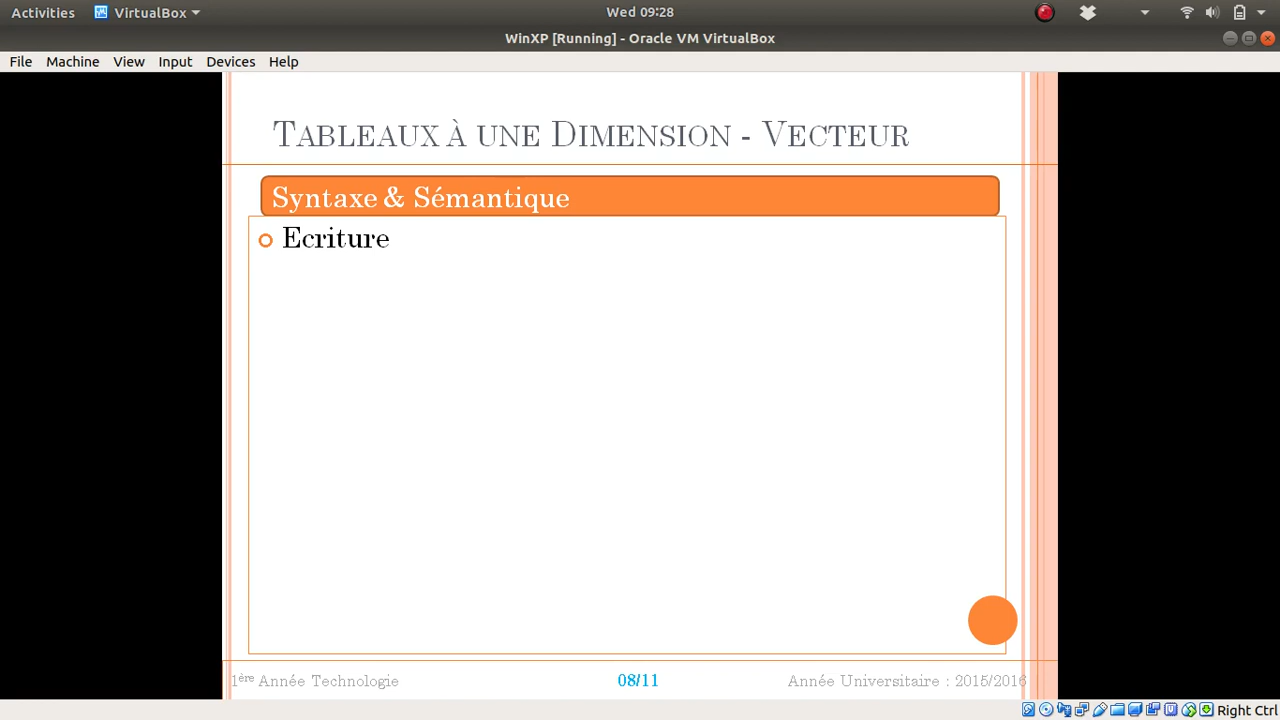 Activities VirtualBox Wed 09:28
WinXP [Running] - Oracle VM VirtualBox
File Machine View Input Devices Help
TABLEAUX À UNE DIMENSION - VECTEUR
Syntaxe & Sémantique
Ecriture
1ère Année Technologie 08/11 Année Universitaire : 2015/2016
Right Ctrl